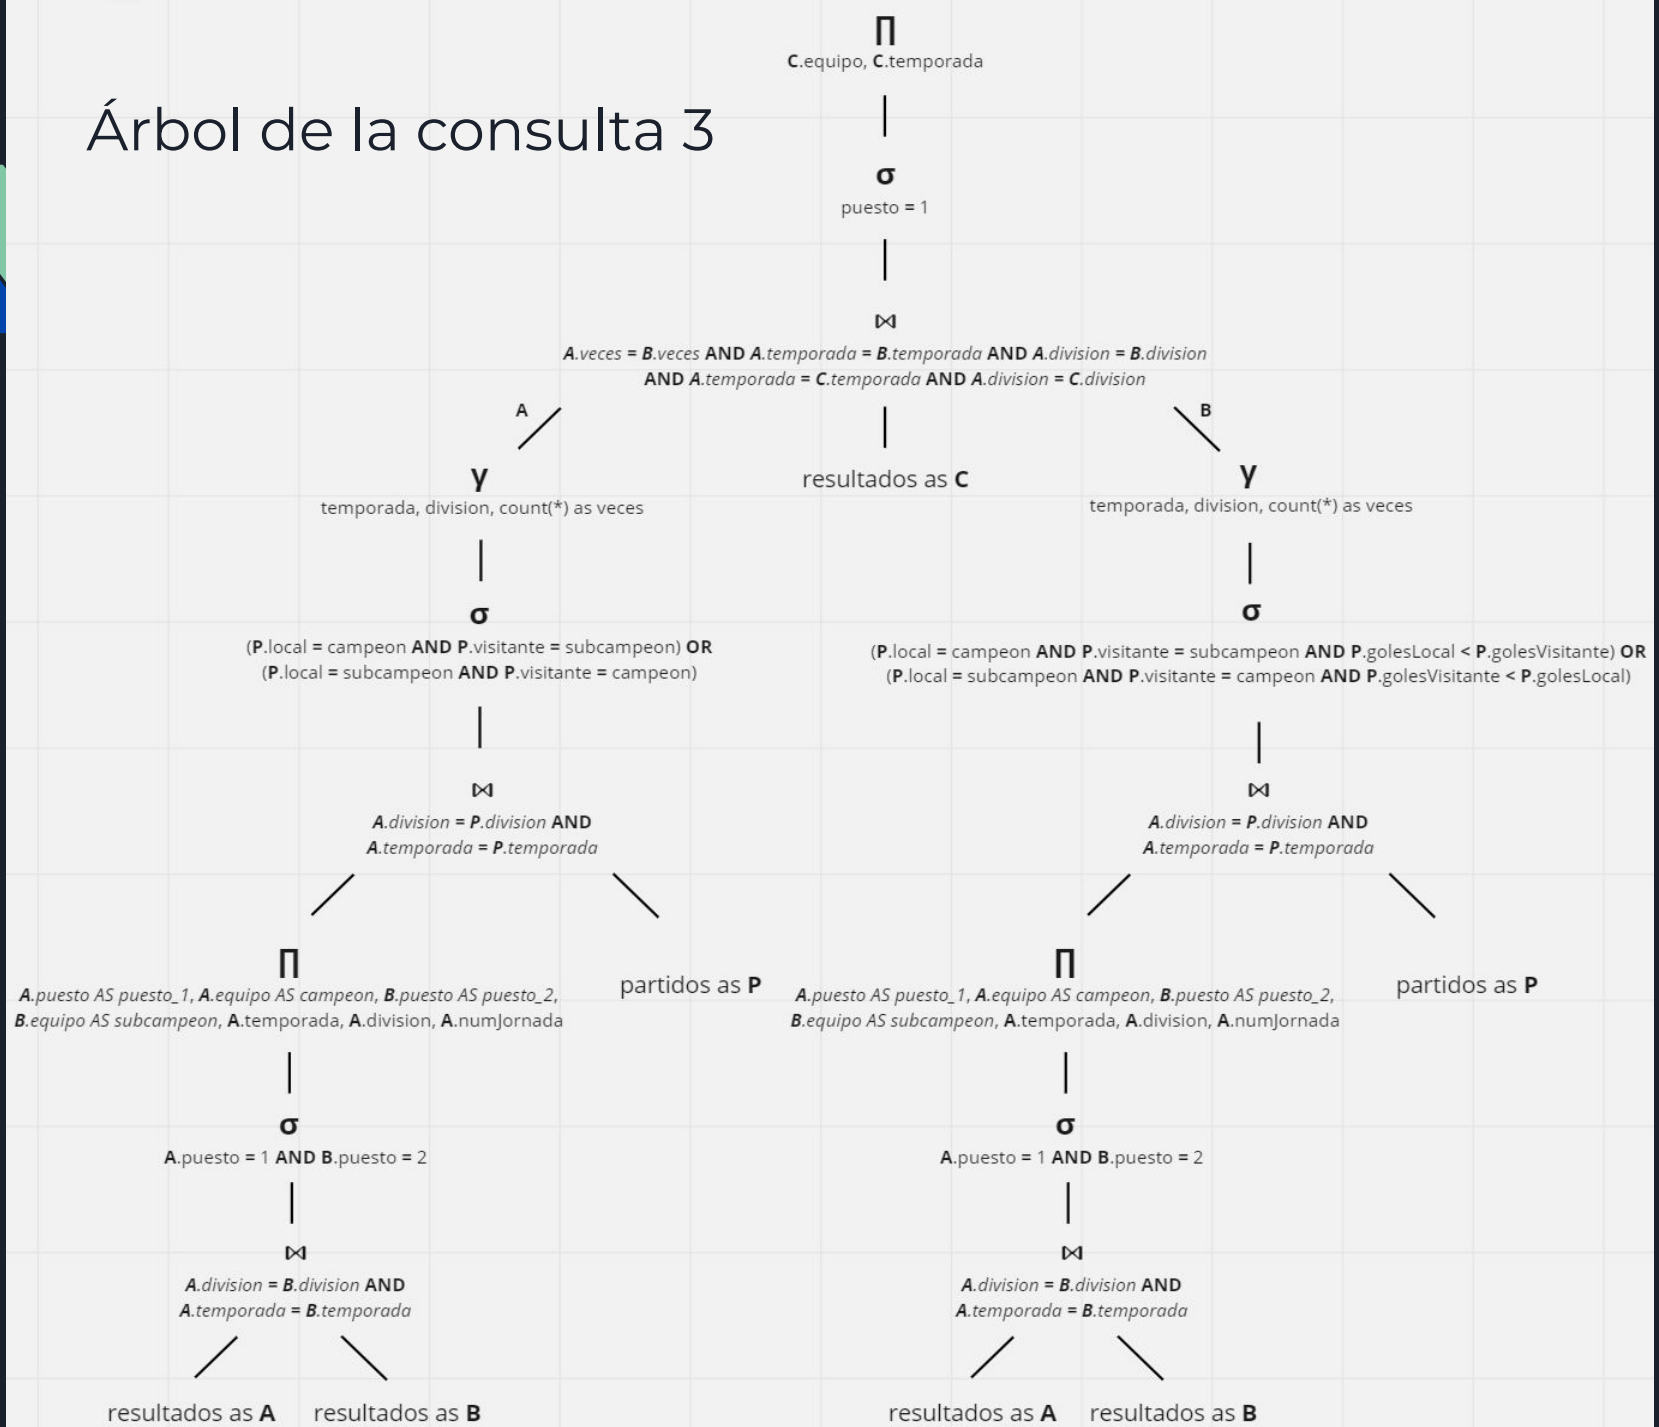 ∏
C.equipo, C.temporada
Árbol de la consulta 3
σ
puesto = 1
⋈
A.veces = B.veces AND A.temporada = B.temporada AND A.division = B.division
AND A.temporada = C.temporada AND A.division = C.division
A
B
γ
temporada, division, count(*) as veces
resultados as C
γ
temporada, division, count(*) as veces
σ
(P.local = campeon AND P.visitante = subcampeon) OR
(P.local = subcampeon AND P.visitante = campeon)
σ
(P.local = campeon AND P.visitante = subcampeon AND P.golesLocal < P.golesVisitante) OR
(P.local = subcampeon AND P.visitante = campeon AND P.golesVisitante < P.golesLocal)
⋈
A.division = P.division AND
A.temporada = P.temporada
⋈
A.division = P.division AND
A.temporada = P.temporada
∏
A.puesto AS puesto_1, A.equipo AS campeon, B.puesto AS puesto_2,
B.equipo AS subcampeon, A.temporada, A.division, A.numJornada
partidos as P
∏
A.puesto AS puesto_1, A.equipo AS campeon, B.puesto AS puesto_2,
B.equipo AS subcampeon, A.temporada, A.division, A.numJornada
partidos as P
σ
A.puesto = 1 AND B.puesto = 2
σ
A.puesto = 1 AND B.puesto = 2
⋈
A.division = B.division AND
A.temporada = B.temporada
⋈
A.division = B.division AND
A.temporada = B.temporada
resultados as A
resultados as B
resultados as A
resultados as B